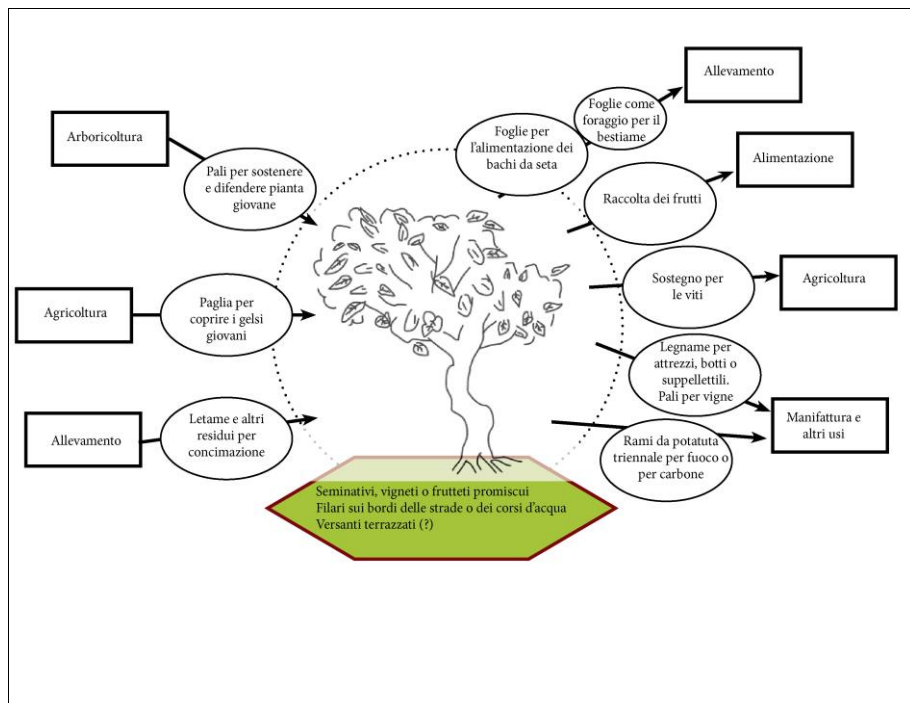 Arboricoltura
Pali per sostenere
e difendere pianta
giovane
Agricoltura
Paglia per
coprire i gelsi
giovani
Allevamento
Letame e altri
residui per
concimazione
Foglie per
l'alimentazione dei
bachi da seta
Foglie come
foraggio per il
bestiame
Allevamento
Raccolta dei frutti
Alimentazione
Sostegno per
le viti
Agricoltura
Legname per
attrezzi, botti o
suppellettili.
Pali per vigne
Rami da potatuta
triennale per fuoco o
per carbone
Manifattura e
altri usi
Seminativi, vigneti o frutteti promiscui
Filari sui bordi delle strade o dei corsi d'acqua
Versanti terrazzati (?)